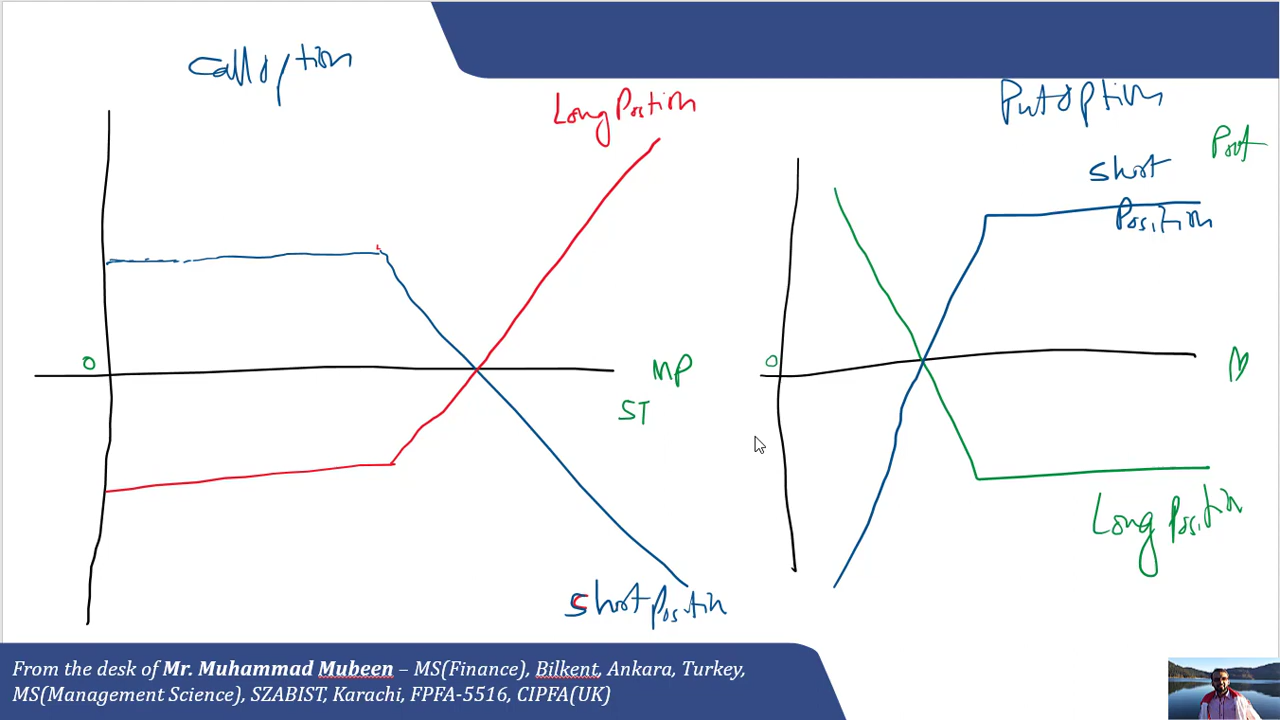 Call option
Long Position
Put option
Short
Position
0
MP
ST
0
M
Long Position
Short Position
From the desk of Mr. Muhammad Mubeen – MS(Finance), Bilkent, Ankara, Turkey,
MS(Management Science), SZABIST, Karachi, FPFA-5516, CIPFA(UK)